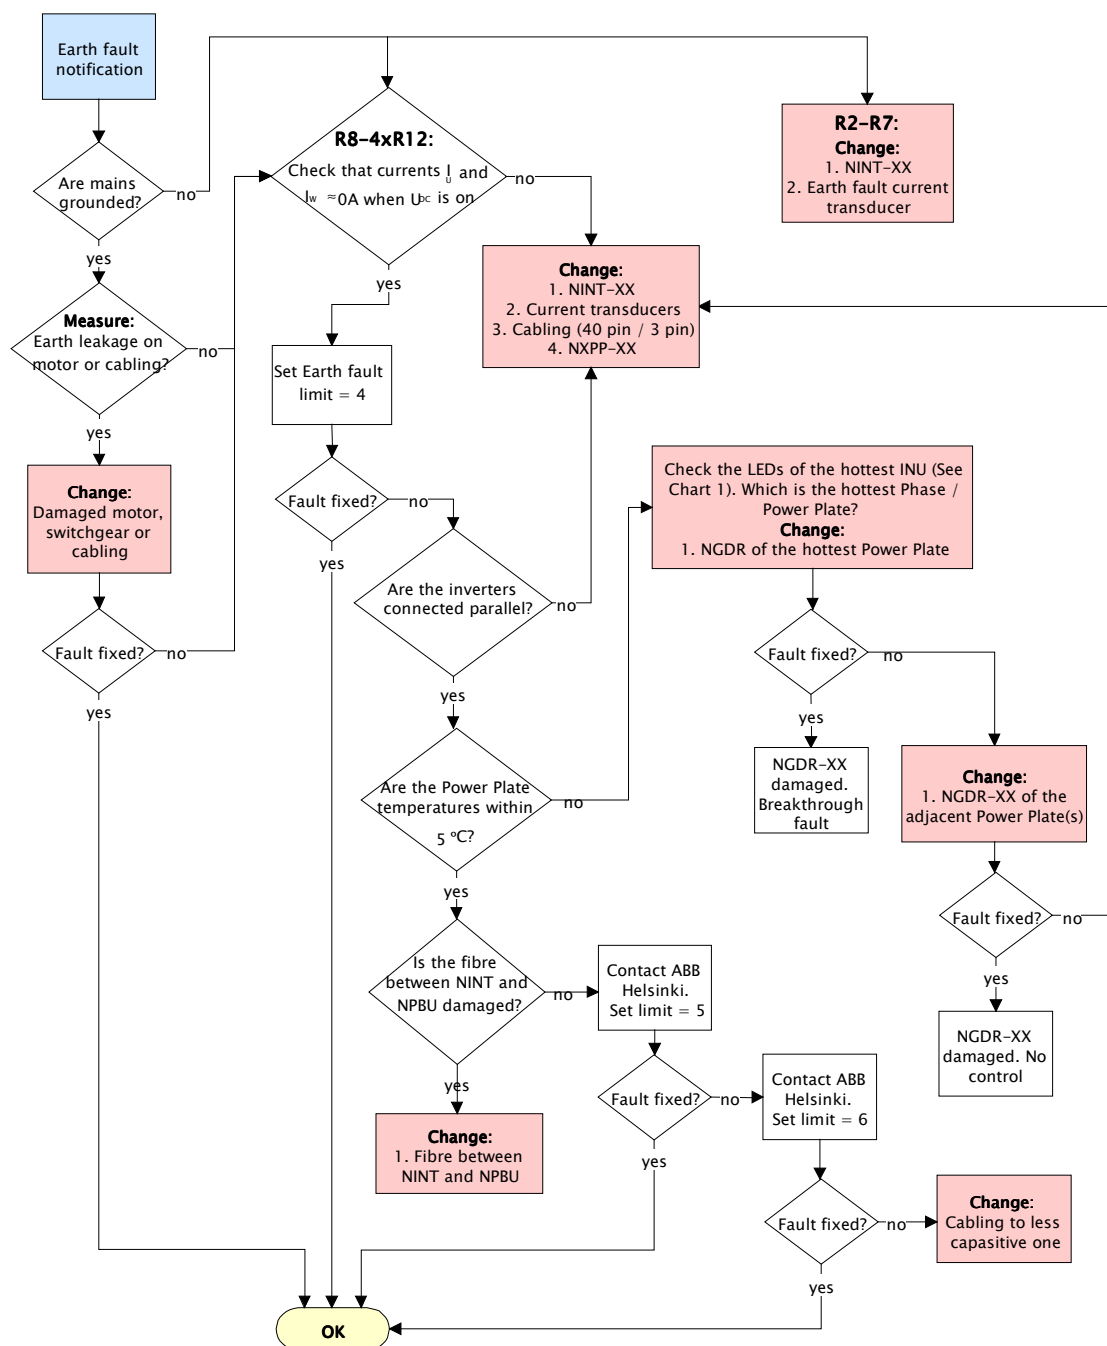 Earth fault
notification
Are mains
grounded?
no
yes
Measure:
Earth leakage on
motor or cabling?
no
yes
Change:
Damaged motor,
switchgear or
cabling
Fault fixed?
no
yes
R8-4xR12:
Check that currents IU and
IW ≈0A when UDC is on
no
yes
R2-R7:
Change:
1. NINT-XX
2. Earth fault current
transducer
Change:
1. NINT-XX
2. Current transducers
3. Cabling (40 pin / 3 pin)
4. NXPP-XX
Set Earth fault
limit = 4
Fault fixed?
no
yes
Are the inverters
connected parallel?
no
yes
Check the LEDs of the hottest INU (See
Chart 1). Which is the hottest Phase /
Power Plate?
Change:
1. NGDR of the hottest Power Plate
Fault fixed?
no
yes
NGDR-XX
damaged.
Breakthrough
fault
Change:
1. NGDR-XX of the
adjacent Power Plate(s)
Fault fixed?
no
yes
NGDR-XX
damaged. No
control
Are the Power Plate
temperatures within
5 ºC?
no
yes
Is the fibre
between NINT and
NPBU damaged?
no
yes
Change:
1. Fibre between
NINT and NPBU
Contact ABB
Helsinki.
Set limit = 5
Fault fixed?
no
yes
Contact ABB
Helsinki.
Set limit = 6
Fault fixed?
no
yes
Change:
Cabling to less
capasitive one
OK